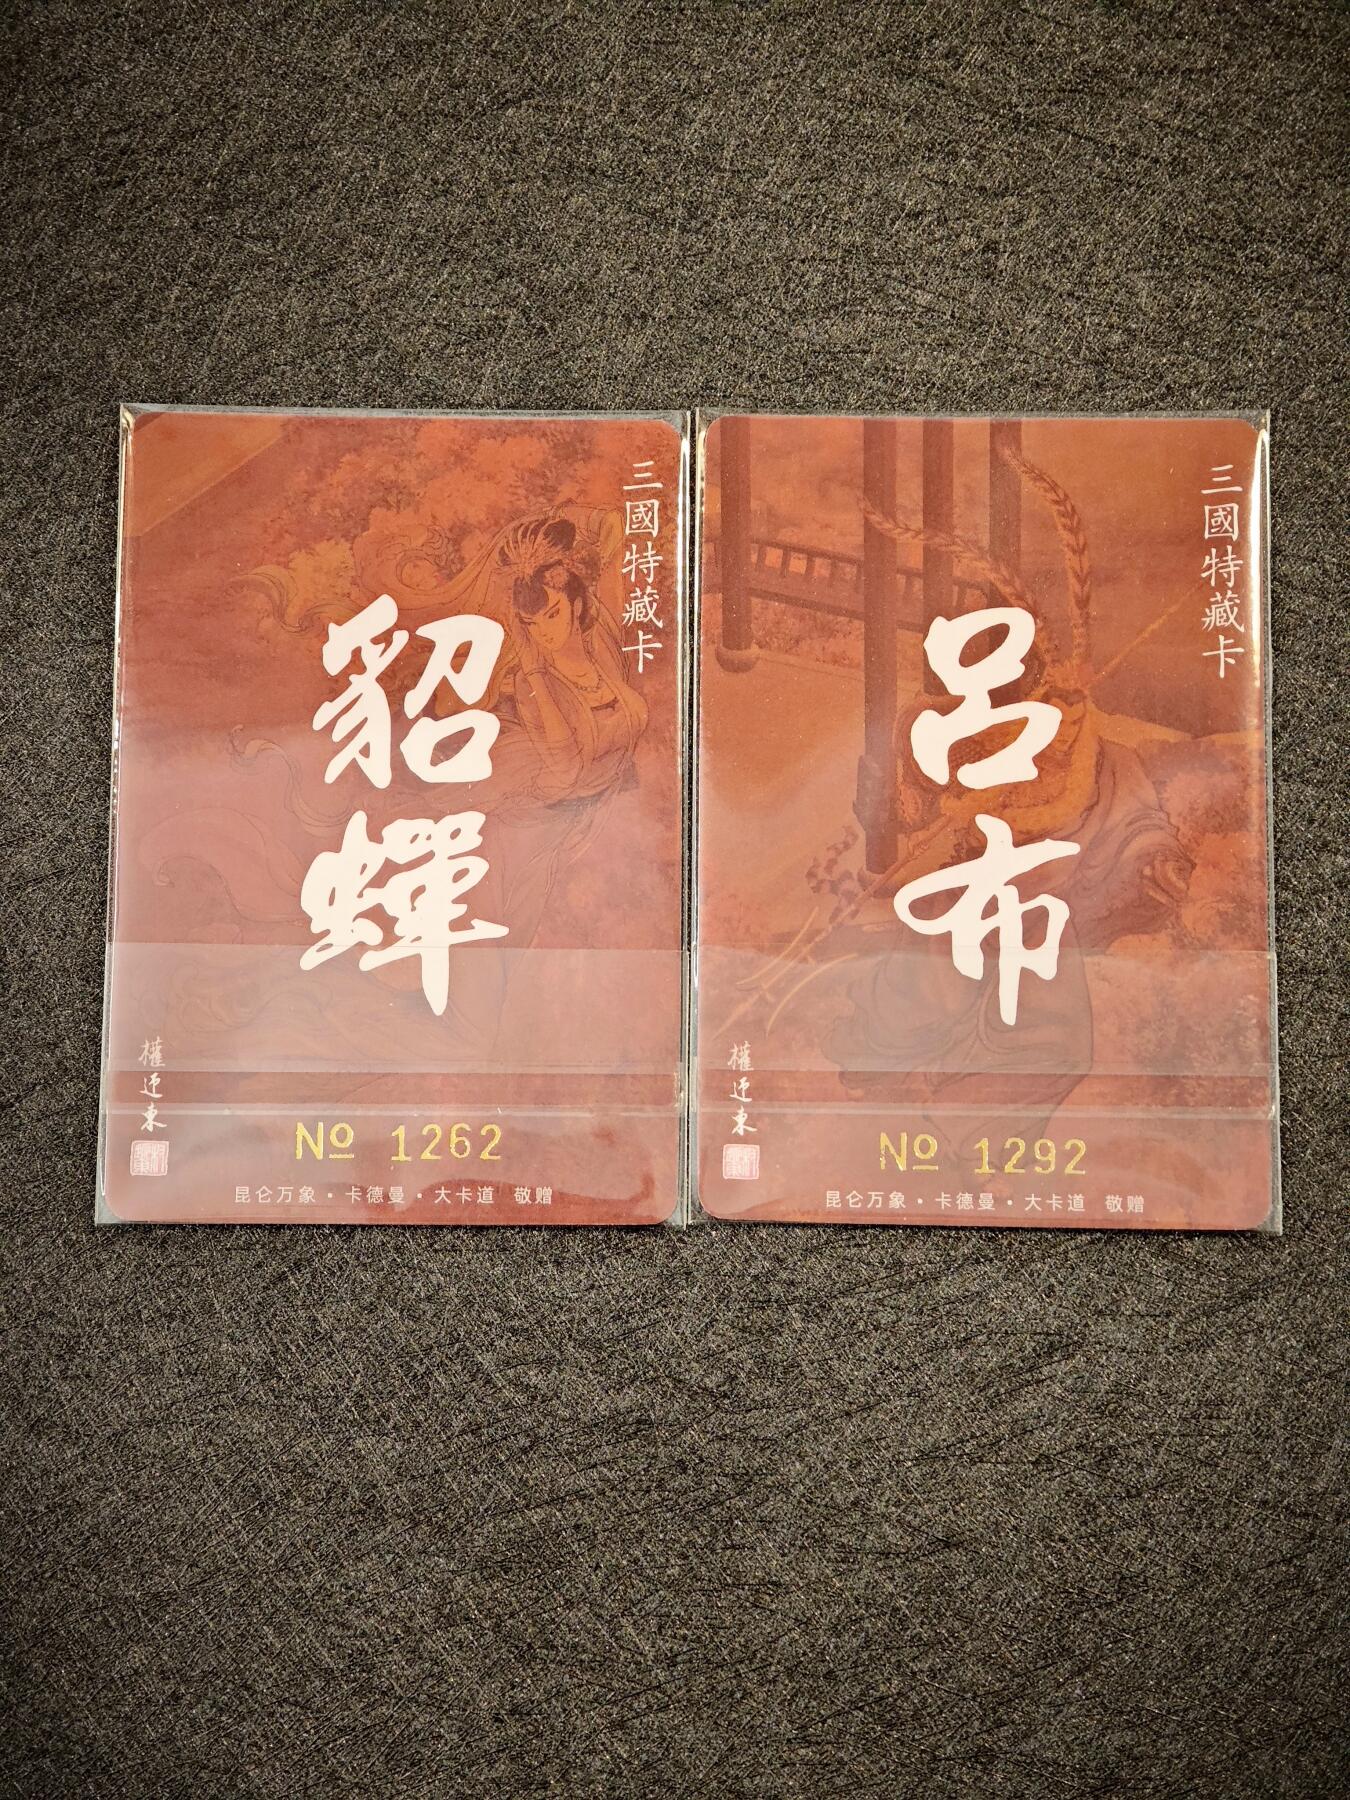 三國特藏卡
貂蟬
權迎東
No 1262
昆仑万象·卡德曼·大卡道 敬赠
三國特藏卡
呂布
權迎東
No 1292
昆仑万象·卡德曼·大卡道 敬赠